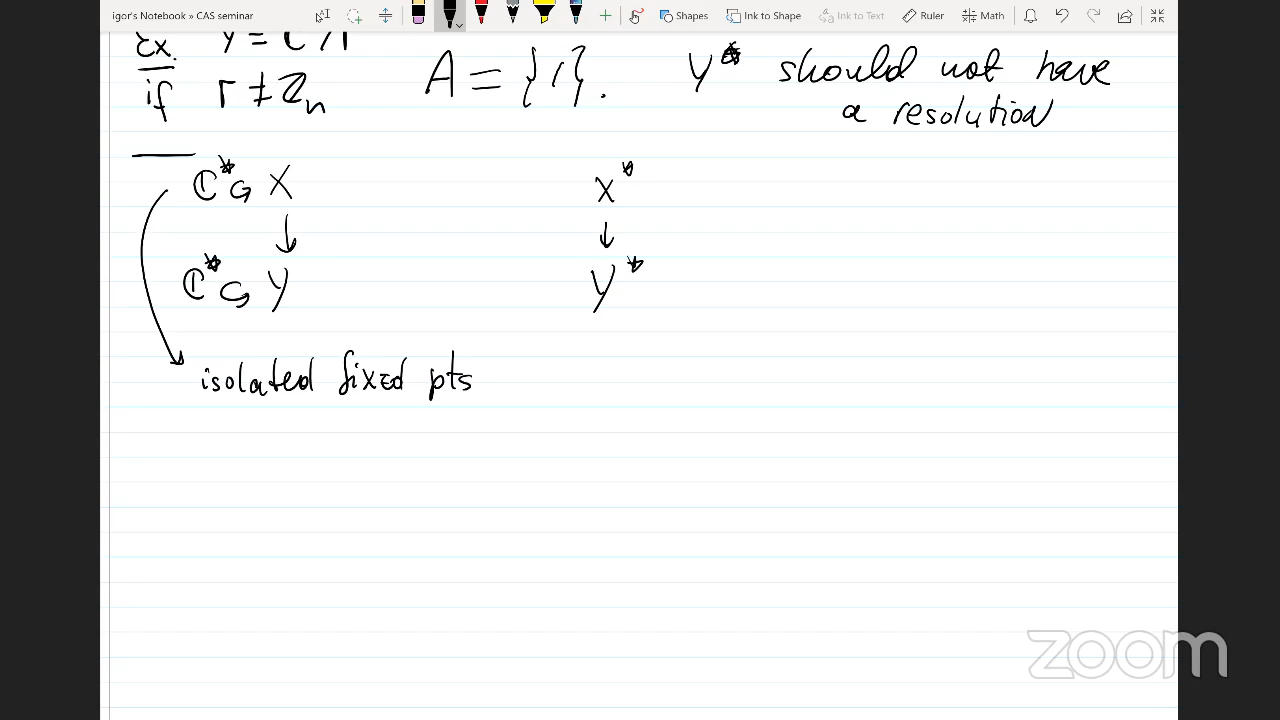 igor's Notebook » CAS seminar Shapes Ink to Shape Ink to Text Ruler Math
Ex. Y = ℂ²/Γ
if Γ ≠ ℤₙ A = {1}. Y* should not have
a resolution
ℂ* G X X*
↓ ↓
ℂ* G Y Y*
isolated fixed pts
zoom